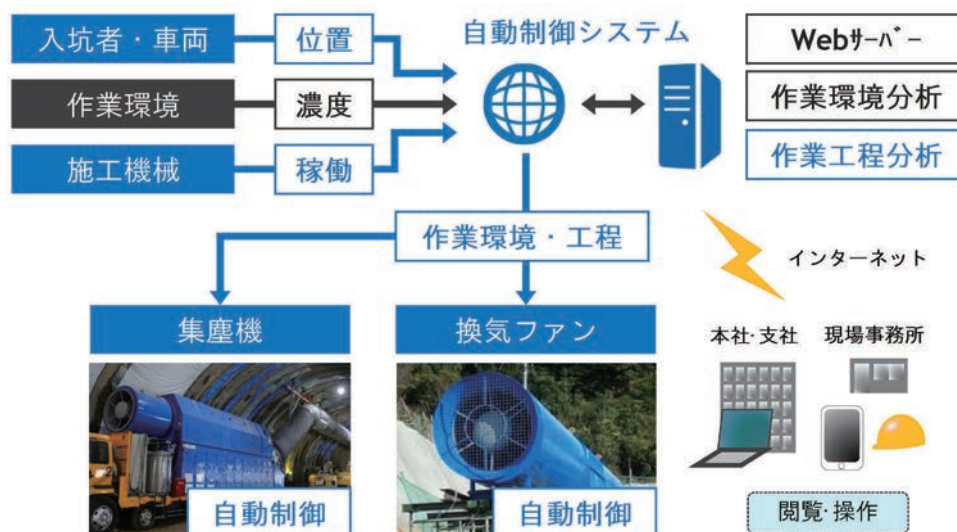 入坑者・車両
位置
自動制御システム
Webサーバー
作業環境
濃度
作業環境分析
施工機械
稼働
作業工程分析
作業環境・工程
インターネット
集塵機
換気ファン
本社・支社
現場事務所
自動制御
自動制御
閲覧・操作